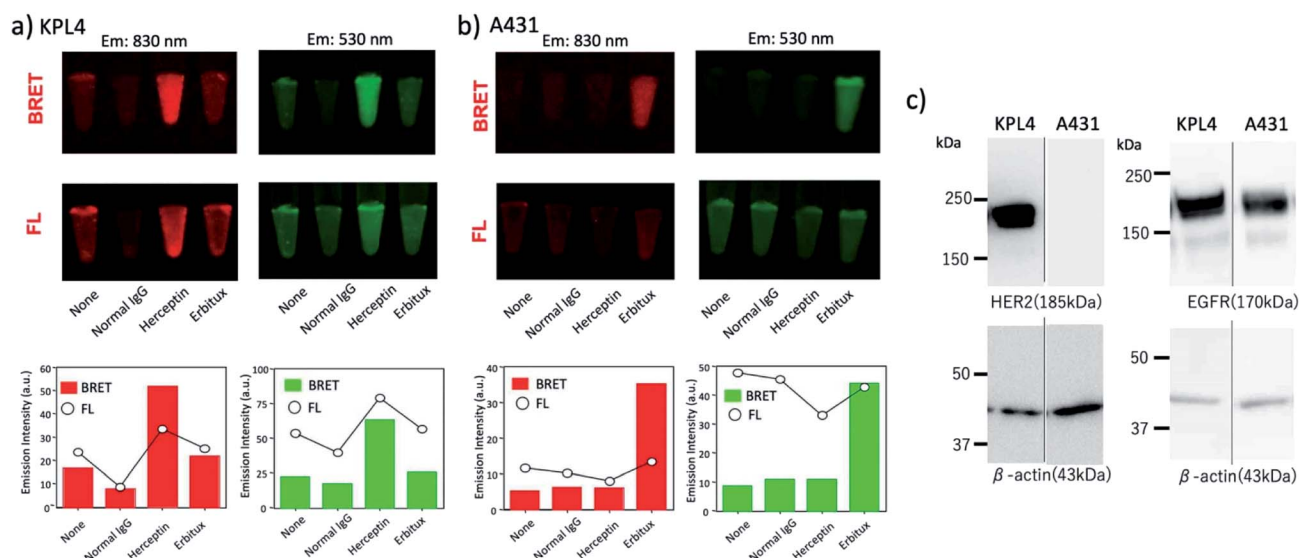 a) KPL4
Em: 830 nm
Em: 530 nm
BRET
FL
None
Normal IgG
Herceptin
Erbitux
None
Normal IgG
Herceptin
Erbitux
Emission Intensity (a.u.)
60
50
40
30
20
10
0
BRET
FL
None
Normal IgG
Herceptin
Erbitux
Emission Intensity (a.u.)
100
75
50
25
0
BRET
FL
None
Normal IgG
Herceptin
Erbitux
b) A431
Em: 830 nm
Em: 530 nm
BRET
FL
None
Normal IgG
Herceptin
Erbitux
None
Normal IgG
Herceptin
Erbitux
Emission Intensity (a.u.)
40
30
20
10
0
BRET
FL
None
Normal IgG
Herceptin
Erbitux
Emission Intensity (a.u.)
50
40
30
20
10
0
BRET
FL
None
Normal IgG
Herceptin
Erbitux
c)
KPL4 A431
kDa
250
150
HER2(185kDa)
50
37
β-actin(43kDa)
KPL4 A431
kDa
250
150
EGFR(170kDa)
50
37
β-actin(43kDa)